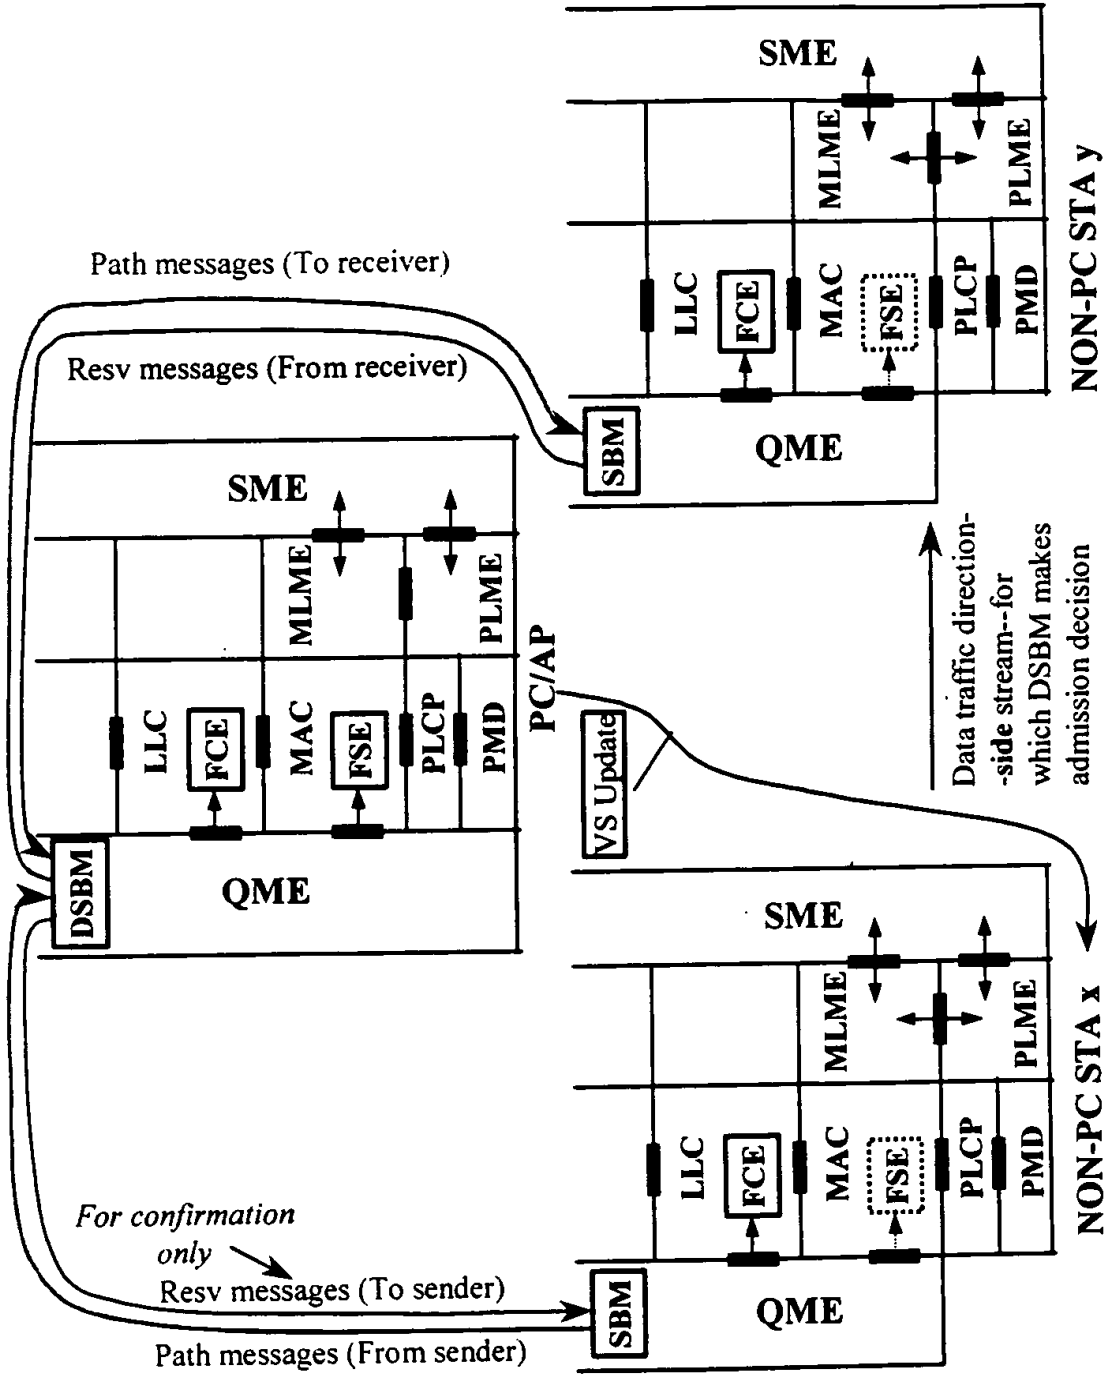 SME
MLME
PLME
LLC
FCE
MAC
FSE
PLCP
PMD
SBM
QME
NON-PC STA y
Path messages (To receiver)
Resv messages (From receiver)
SME
MLME
PLME
LLC
FCE
MAC
FSE
PLCP
PMD
DSBM
QME
PC/AP
VS Update
Data traffic direction-
-side stream--for
which DSBM makes
admission decision
SME
MLME
PLME
LLC
FCE
MAC
FSE
PLCP
PMD
SBM
QME
NON-PC STA x
For confirmation
only
Resv messages (To sender)
Path messages (From sender)